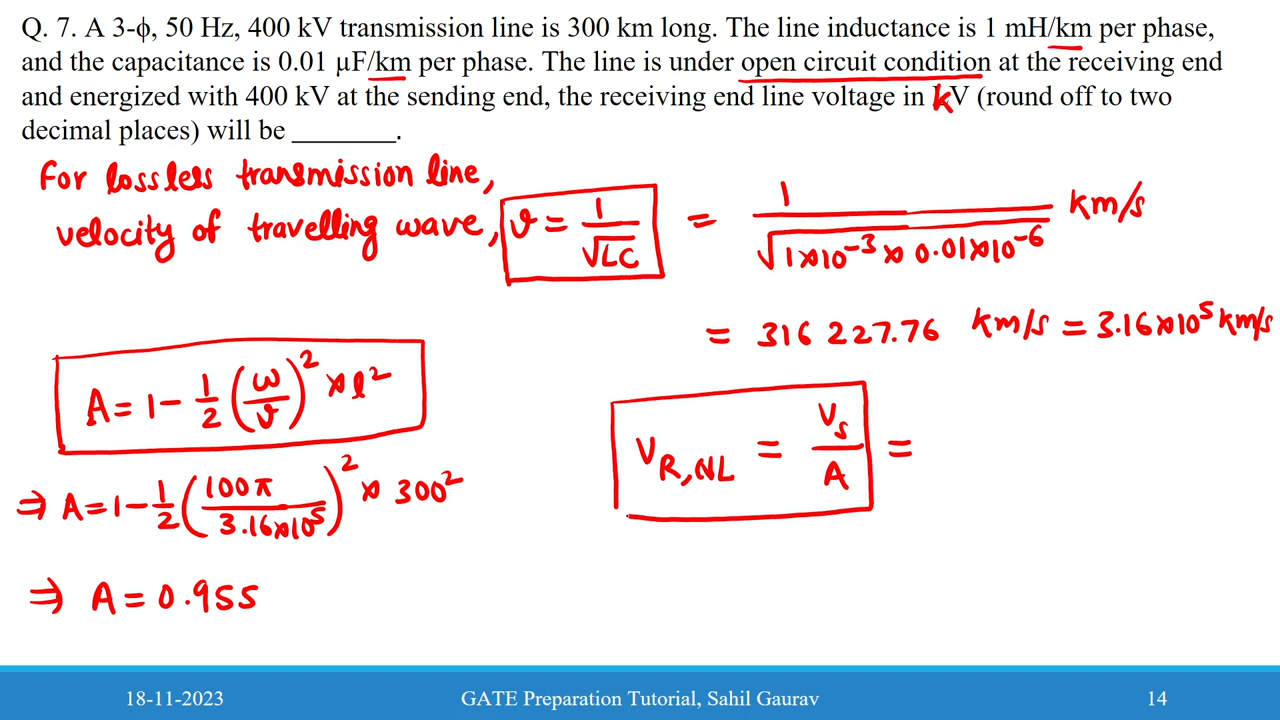 Q. 7. A 3-ϕ, 50 Hz, 400 kV transmission line is 300 km long. The line inductance is 1 mH/km per phase,
and the capacitance is 0.01 µF/km per phase. The line is under open circuit condition at the receiving end
and energized with 400 kV at the sending end, the receiving end line voltage in kV (round off to two
decimal places) will be ________.
For lossless transmission line,
velocity of travelling wave, v = 1/√LC = 1/√(1×10⁻³ × 0.01×10⁻⁶) km/s
= 316 227.76 km/s = 3.16×10⁵ km/s
A = 1 - 1/2 (ω/v)² × l²
V_R,NL = V_s/A =
⇒ A = 1 - 1/2 (100π/3.16×10⁵)² × 300²
⇒ A = 0.955
18-11-2023 GATE Preparation Tutorial, Sahil Gaurav 14